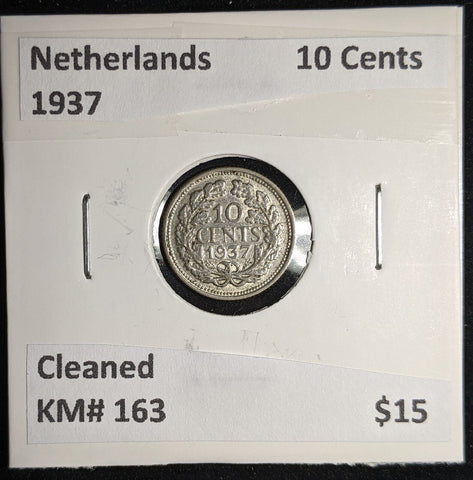 Netherlands 10 Cents
1937
10
CENTS
1937
Cleaned
KM# 163 $15